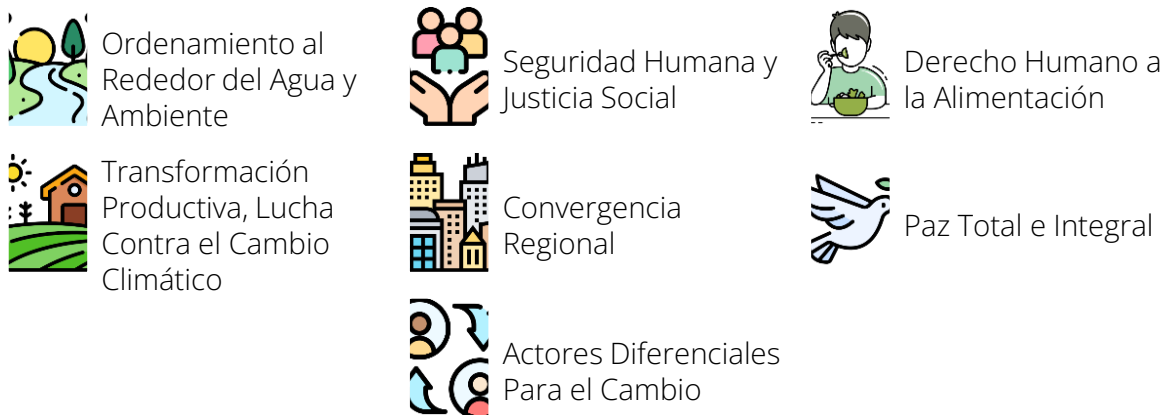 Ordenamiento al
Rededor del Agua y
Ambiente
Seguridad Humana y
Justicia Social
Derecho Humano a
la Alimentación
Transformación
Productiva, Lucha
Contra el Cambio
Climático
Convergencia
Regional
Paz Total e Integral
Actores Diferenciales
Para el Cambio